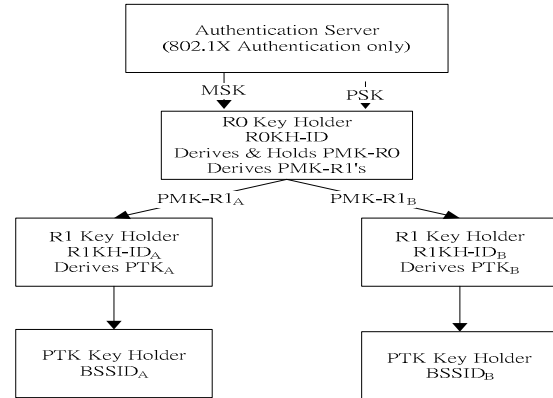 Authentication Server
(802.1X Authentication only)
MSK
PSK
R0 Key Holder
R0KH-ID
Derives & Holds PMK-R0
Derives PMK-R1's
PMK-R1A
PMK-R1B
R1 Key Holder
R1KH-IDA
Derives PTKA
R1 Key Holder
R1KH-IDB
Derives PTKB
PTK Key Holder
BSSIDA
PTK Key Holder
BSSIDB